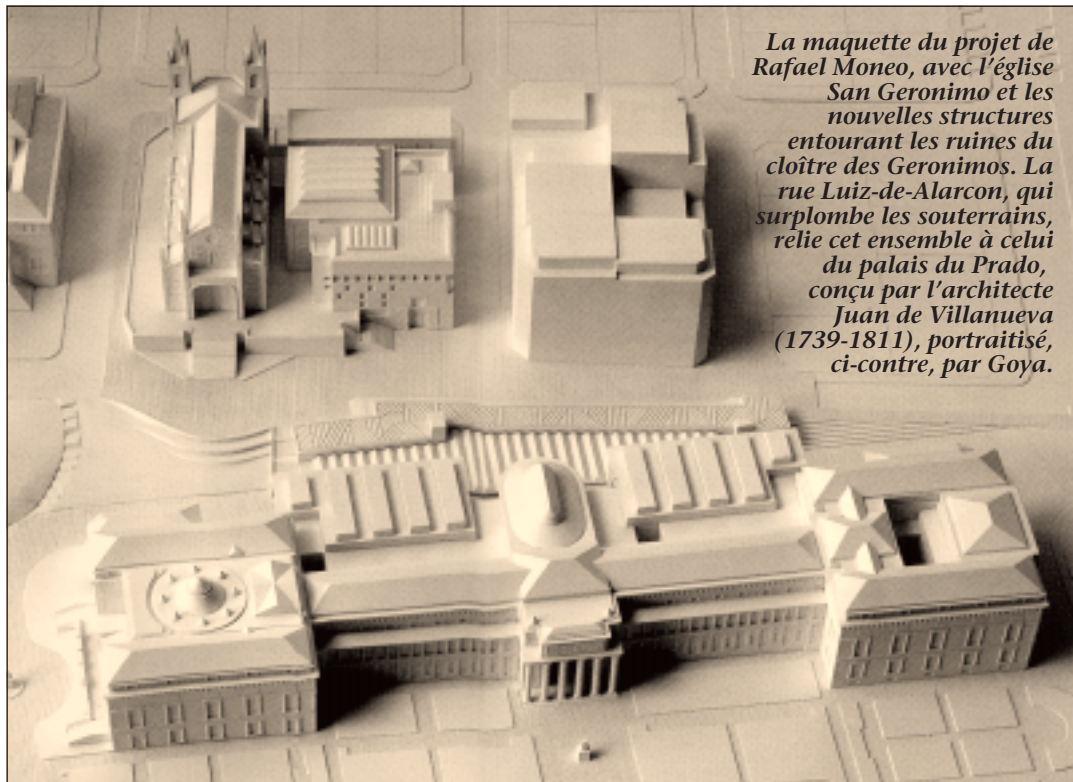 La maquette du projet de
Rafael Moneo, avec l’église
San Geronimo et les
nouvelles structures
entourant les ruines du
cloître des Geronimos. La
rue Luiz-de-Alarcon, qui
surplombe les souterrains,
relie cet ensemble à celui
du palais du Prado,
conçu par l’architecte
Juan de Villanueva
(1739-1811), portraitisé,
ci-contre, par Goya.